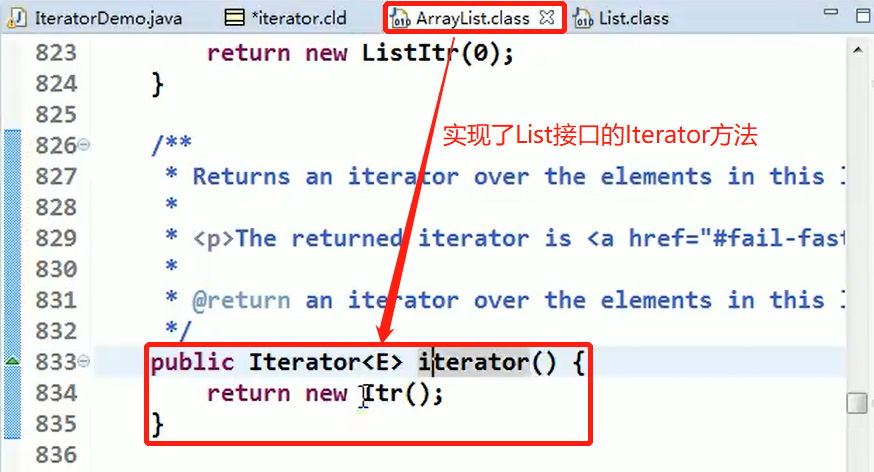 IteratorDemo.java *iterator.cld ArrayList.class List.class
823 return new ListItr(0);
824 }
825
826 /**
实现了List接口的Iterator方法
827 * Returns an iterator over the elements in this l
828 *
829 * <p>The returned iterator is <a href="#fail-fast
830 *
831 * @return an iterator over the elements in this l
832 */
833 public Iterator<E> iterator() {
834 return new Itr();
835 }
836